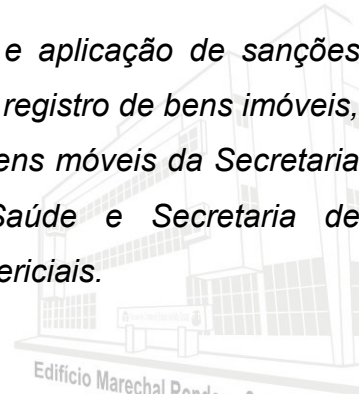 e aplicação de sanções
registro de bens imóveis,
ens móveis da Secretaria
Saúde e Secretaria de
ericiais.
Edifício Marechal